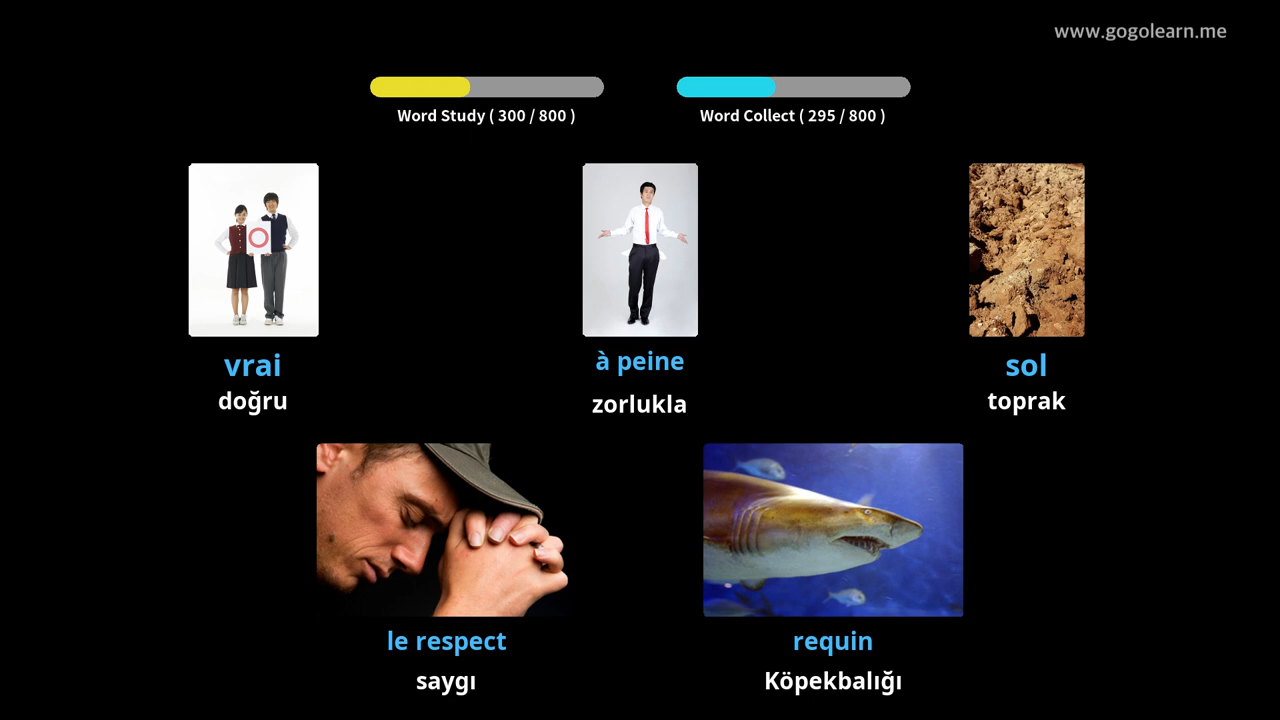 www.gogolearn.me
Word Study ( 300 / 800 )
Word Collect ( 295 / 800 )
vrai
doğru
à peine
zorlukla
sol
toprak
le respect
saygı
requin
Köpekbalığı